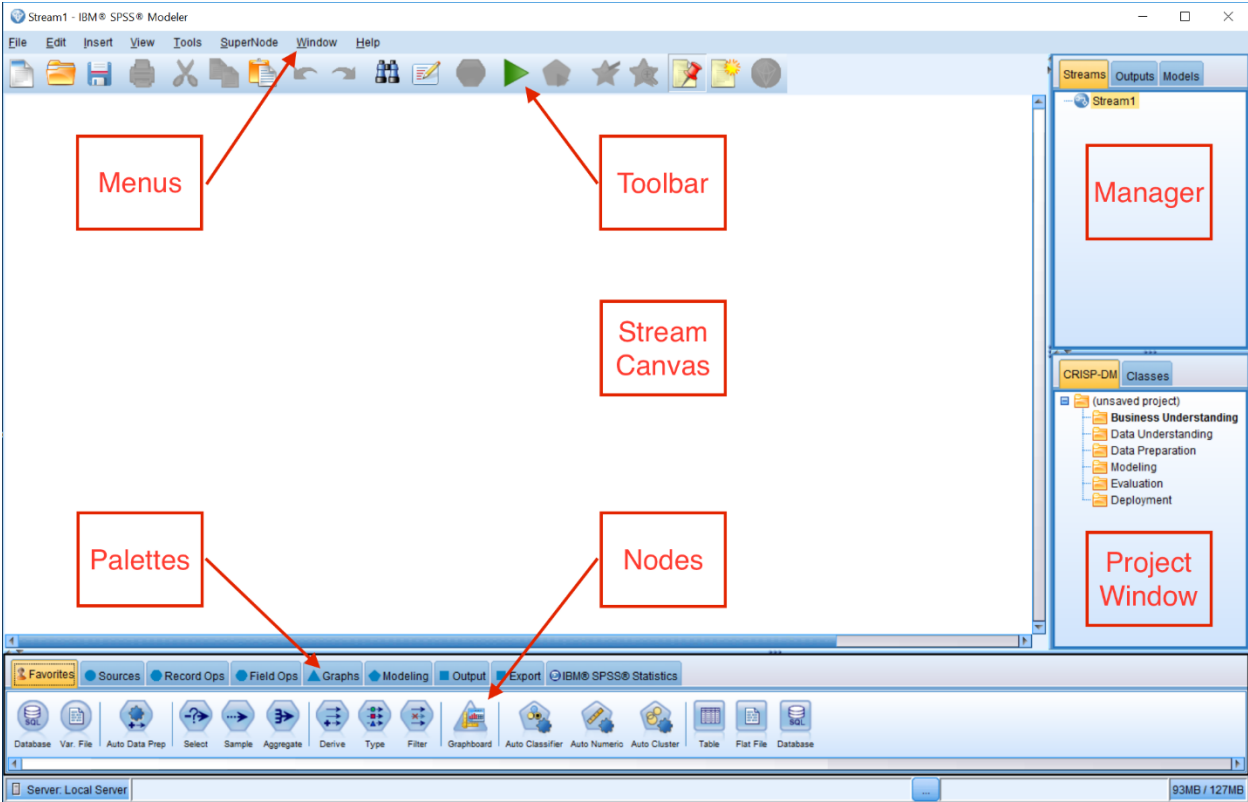 Stream1 - IBM® SPSS® Modeler
File Edit Insert View Tools SuperNode Window Help
Streams Outputs Models
Stream1
Menus
Toolbar
Manager
Stream
Canvas
CRISP-DM Classes
(unsaved project)
Business Understanding
Data Understanding
Data Preparation
Modeling
Evaluation
Deployment
Palettes
Nodes
Project
Window
Favorites Sources Record Ops Field Ops Graphs Modeling Output Export IBM® SPSS® Statistics
SQL SQL
Database Var. File Auto Data Prep Select Sample Aggregate Derive Type Filter Graphboard Auto Classifier Auto Numeric Auto Cluster Table Flat File Database
Server: Local Server ... 93MB / 127MB